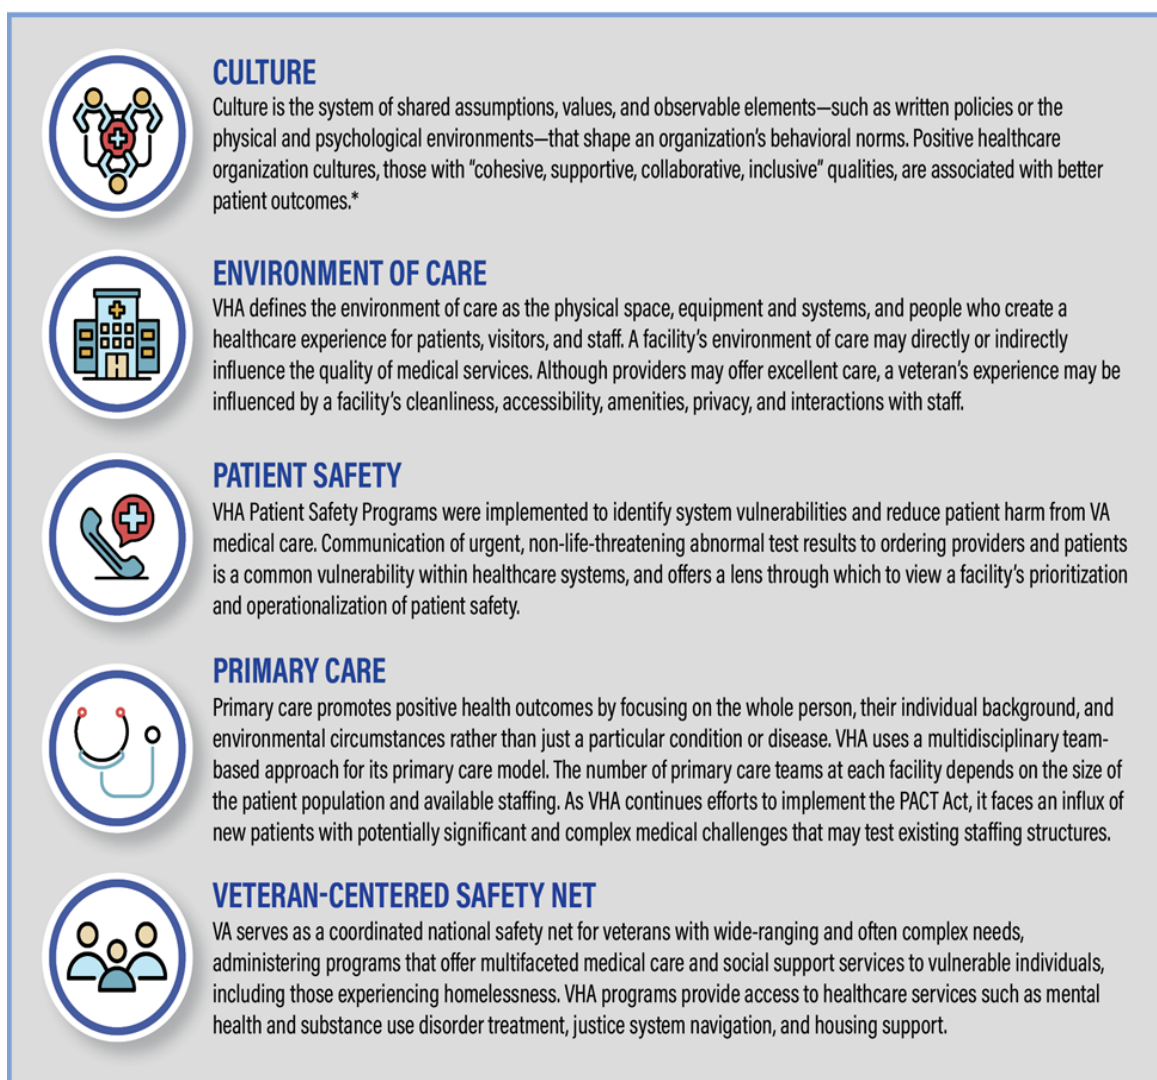 CULTURE
Culture is the system of shared assumptions, values, and observable elements—such as written policies or the
physical and psychological environments—that shape an organization’s behavioral norms. Positive healthcare
organization cultures, those with “cohesive, supportive, collaborative, inclusive” qualities, are associated with better
patient outcomes.*
ENVIRONMENT OF CARE
VHA defines the environment of care as the physical space, equipment and systems, and people who create a
healthcare experience for patients, visitors, and staff. A facility’s environment of care may directly or indirectly
influence the quality of medical services. Although providers may offer excellent care, a veteran’s experience may be
influenced by a facility’s cleanliness, accessibility, amenities, privacy, and interactions with staff.
PATIENT SAFETY
VHA Patient Safety Programs were implemented to identify system vulnerabilities and reduce patient harm from VA
medical care. Communication of urgent, non-life-threatening abnormal test results to ordering providers and patients
is a common vulnerability within healthcare systems, and offers a lens through which to view a facility’s prioritization
and operationalization of patient safety.
PRIMARY CARE
Primary care promotes positive health outcomes by focusing on the whole person, their individual background, and
environmental circumstances rather than just a particular condition or disease. VHA uses a multidisciplinary team-
based approach for its primary care model. The number of primary care teams at each facility depends on the size of
the patient population and available staffing. As VHA continues efforts to implement the PACT Act, it faces an influx of
new patients with potentially significant and complex medical challenges that may test existing staffing structures.
VETERAN-CENTERED SAFETY NET
VA serves as a coordinated national safety net for veterans with wide-ranging and often complex needs,
administering programs that offer multifaceted medical care and social support services to vulnerable individuals,
including those experiencing homelessness. VHA programs provide access to healthcare services such as mental
health and substance use disorder treatment, justice system navigation, and housing support.